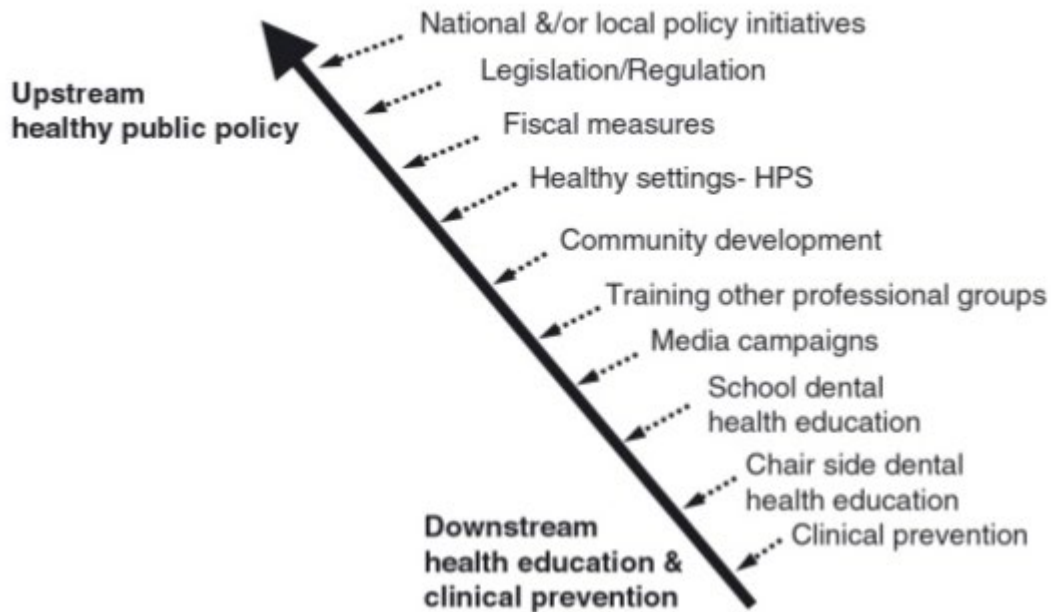 National &/or local policy initiatives
Legislation/Regulation
Upstream
healthy public policy
Fiscal measures
Healthy settings- HPS
Community development
Training other professional groups
Media campaigns
School dental
health education
Chair side dental
health education
Downstream
health education &
clinical prevention
Clinical prevention